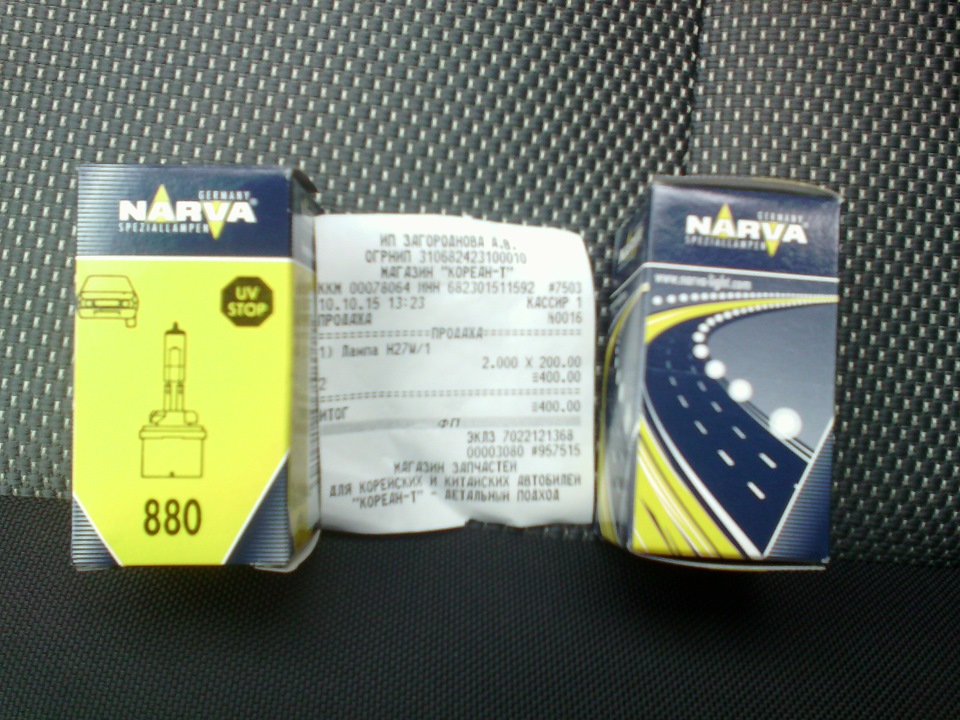 GERMANY
NARVA
SPEZIALLAMPEN
UV
STOP
880
ИП ЗАГОРОДНОВА А.В.
ОГРНИП 310682423100010
МАГАЗИН "КОРЕАН-Т"
ККМ 00078064 ИНН 682301511592 #7503
10.10.15 13:23 КАССИР 1
ПРОДАЖА №0016
ПРОДАЖА
1) Лампа H27W/1
2.000 X 200.00
2 ≡400.00
ИТОГ ≡400.00
ФП
ЭКЛЗ 7022121368
00003080 #957515
МАГАЗИН ЗАПЧАСТЕЙ
ДЛЯ КОРЕЙСКИХ И КИТАЙСКИХ АВТОБИЛЕЙ
"КОРЕАН-Т" - ДЕТАЛЬНЫЙ ПОДХОД
GERMANY
NARVA
SPEZIALLAMPEN
www.narva-light.com